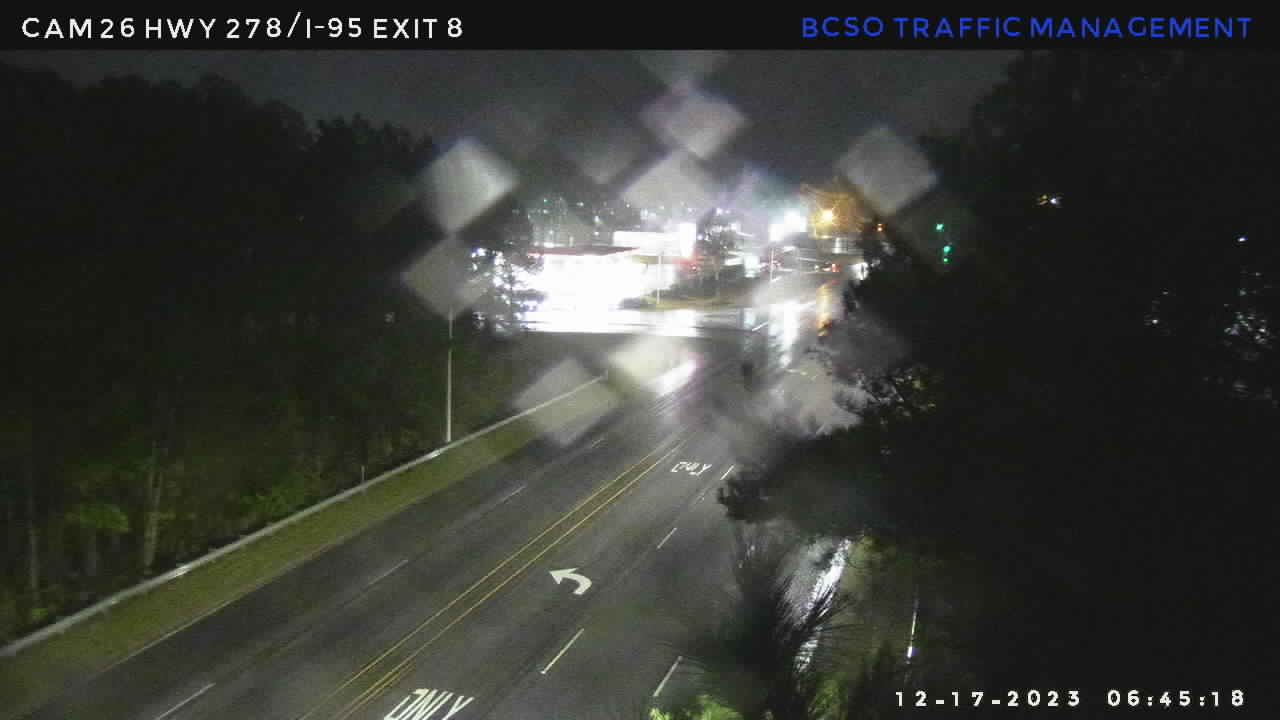 CAM26 HWY 278/I-95 EXIT 8
BCSO TRAFFIC MANAGEMENT
ONLY
ONLY
12-17-2023 06:45:18